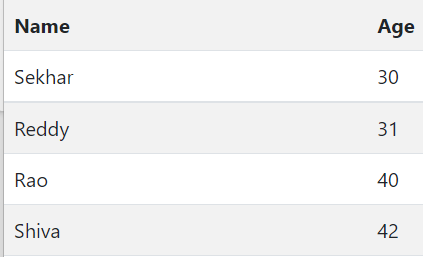 Name Age
Sekhar 30
Reddy 31
Rao 40
Shiva 42